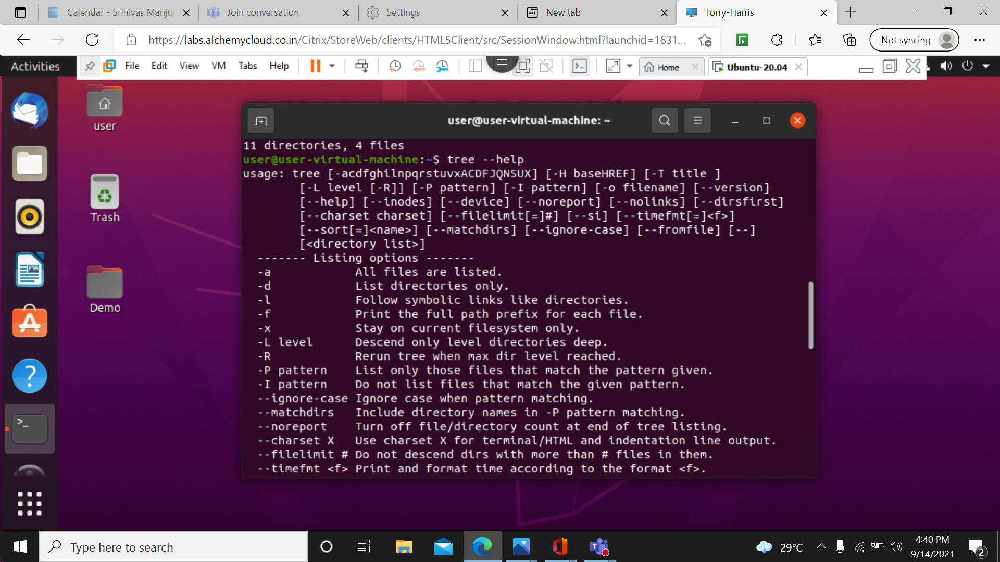 Calendar - Srinivas Manju
Join conversation
Settings
New tab
Torry-Harris
https://labs.alchemycloud.co.in/Citrix/StoreWeb/clients/HTML5Client/src/SessionWindow.html?launchid=1631...
Not syncing
Activities
File Edit View VM Tabs Help
Home
Ubuntu-20.04
user
Trash
Demo
user@user-virtual-machine: ~
11 directories, 4 files
user@user-virtual-machine:~$ tree --help
usage: tree [-acdfghilnpqrstuvxACDFJQNSUX] [-H baseHREF] [-T title ]
[-L level [-R]] [-P pattern] [-I pattern] [-o filename] [--version]
[--help] [--inodes] [--device] [--noreport] [--nolinks] [--dirsfirst]
[--charset charset] [--filelimit[=]#] [--si] [--timefmt[=]<f>]
[--sort[=]<name>] [--matchdirs] [--ignore-case] [--fromfile] [--]
[<directory list>]
------- Listing options -------
-a All files are listed.
-d List directories only.
-l Follow symbolic links like directories.
-f Print the full path prefix for each file.
-x Stay on current filesystem only.
-L level Descend only level directories deep.
-R Rerun tree when max dir level reached.
-P pattern List only those files that match the pattern given.
-I pattern Do not list files that match the given pattern.
--ignore-case Ignore case when pattern matching.
--matchdirs Include directory names in -P pattern matching.
--noreport Turn off file/directory count at end of tree listing.
--charset X Use charset X for terminal/HTML and indentation line output.
--filelimit # Do not descend dirs with more than # files in them.
--timefmt <f> Print and format time according to the format <f>.
Type here to search
29°C
4:40 PM
9/14/2021
2